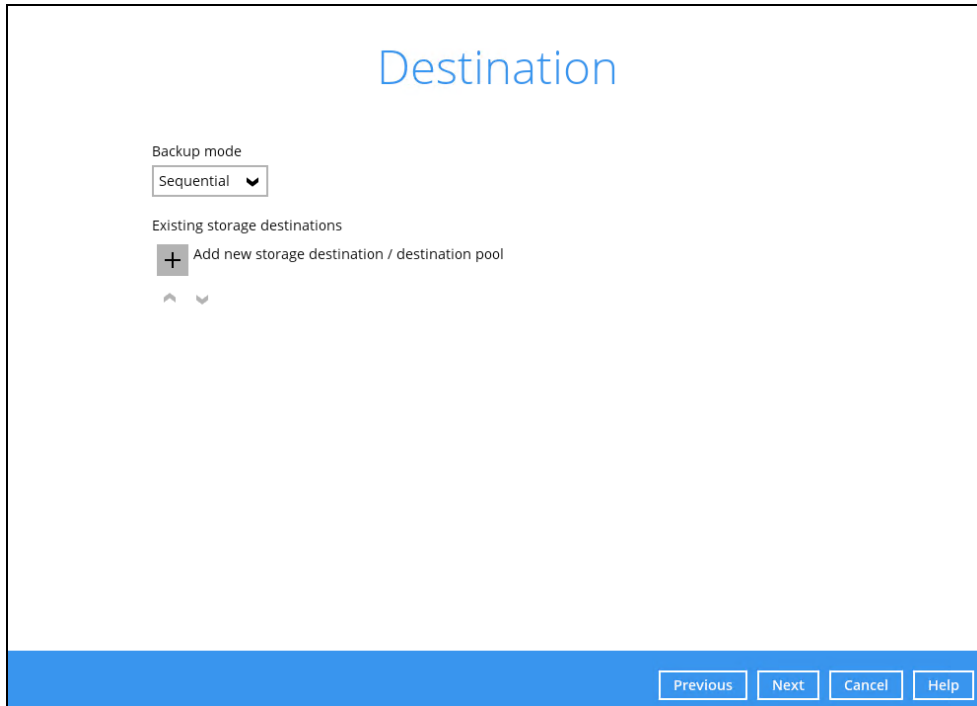 Destination
Backup mode
Sequential
Existing storage destinations
Add new storage destination / destination pool
Previous Next Cancel Help